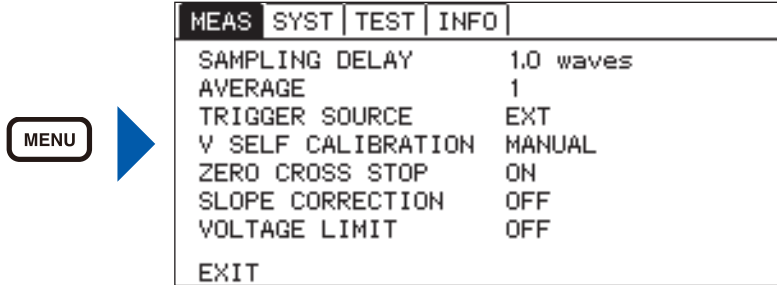 MEAS SYST TEST INFO
SAMPLING DELAY 1.0 waves
AVERAGE 1
TRIGGER SOURCE EXT
MENU
V SELF CALIBRATION MANUAL
ZERO CROSS STOP ON
SLOPE CORRECTION OFF
VOLTAGE LIMIT OFF
EXIT